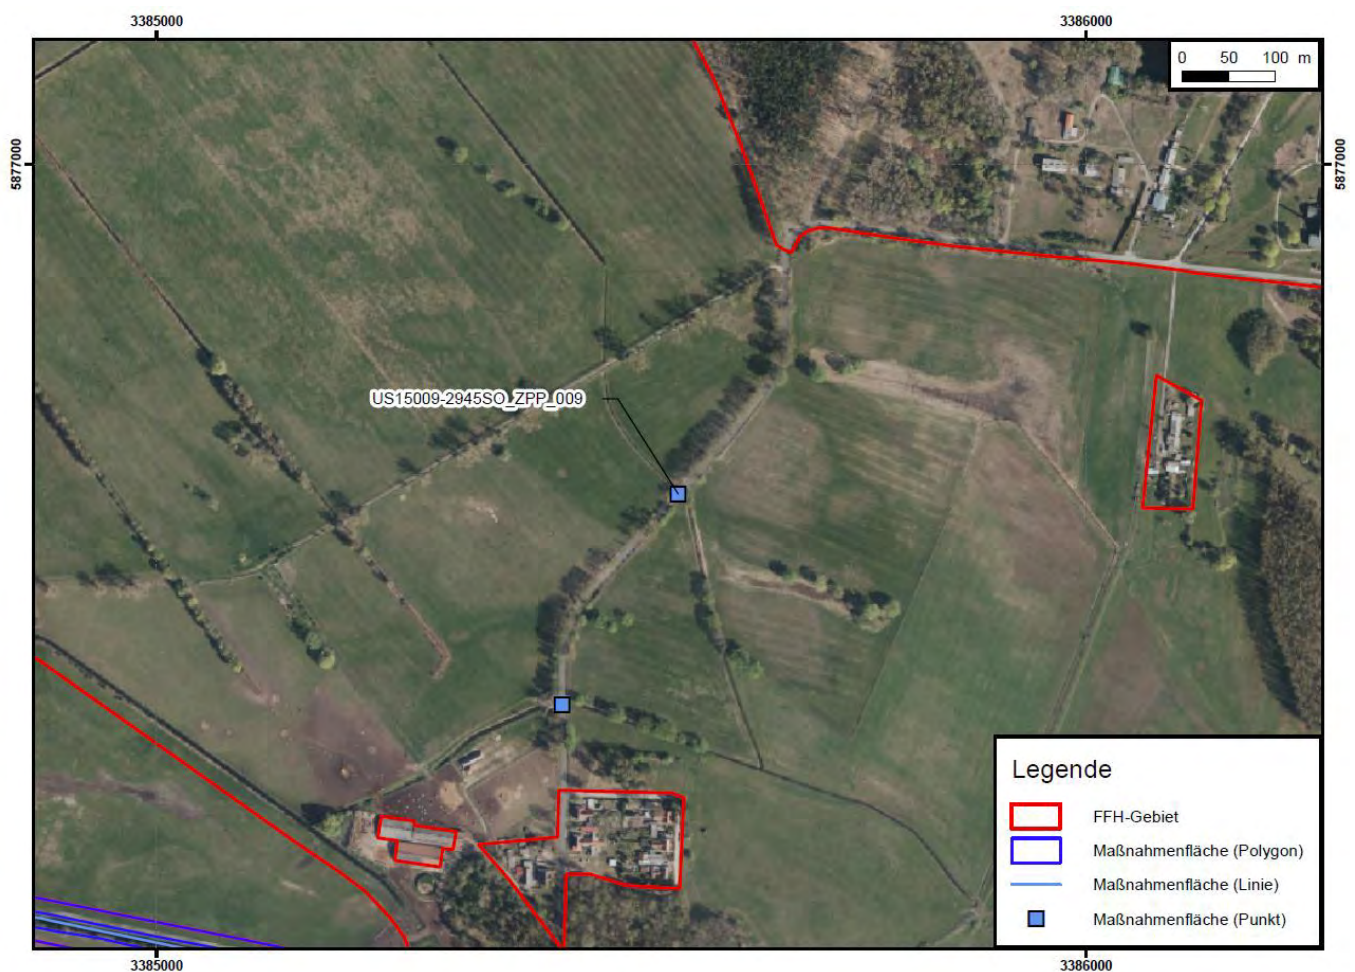 3385000
3386000
0 50 100 m
5877000
5877000
US15009-2945SO_ZPP_009
Legende
FFH-Gebiet
Maßnahmenfläche (Polygon)
Maßnahmenfläche (Linie)
Maßnahmenfläche (Punkt)
3385000
3386000